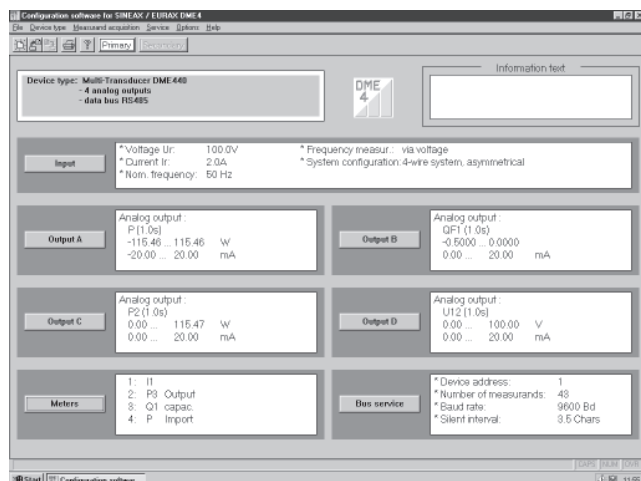 Configuration software for SINEAX / EURAX DME4
File Device type Measurand acquisition Service Options Help
Primary Secondary
Device type: Multi-Transducer DME440
- 4 analog outputs
- data bus RS485
DME
4
Information text
Input
* Voltage Ur: 100.0V
* Current Ir: 2.0A
* Nom. frequency: 50 Hz
* Frequency measur.: via voltage
* System configuration: 4-wire system, asymmetrical
Output A
Analog output :
P (1.0s)
-115.46 ... 115.46 W
-20.00 ... 20.00 mA
Output B
Analog output :
QF1 (1.0s)
-0.5000 ... 0.0000
0.00 ... 20.00 mA
Output C
Analog output :
P2 (1.0s)
0.00 ... 115.47 W
0.00 ... 20.00 mA
Output D
Analog output :
U12 (1.0s)
0.00 ... 100.00 V
0.00 ... 20.00 mA
Meters
1: I1
2: P3 Output
3: Q1 capac.
4: P Import
Bus service
* Device address: 1
* Number of measurands: 43
* Baud rate: 9600 Bd
* Silent interval: 3.5 Chars
CAPS NUM OVR
Start Configuration softwa...